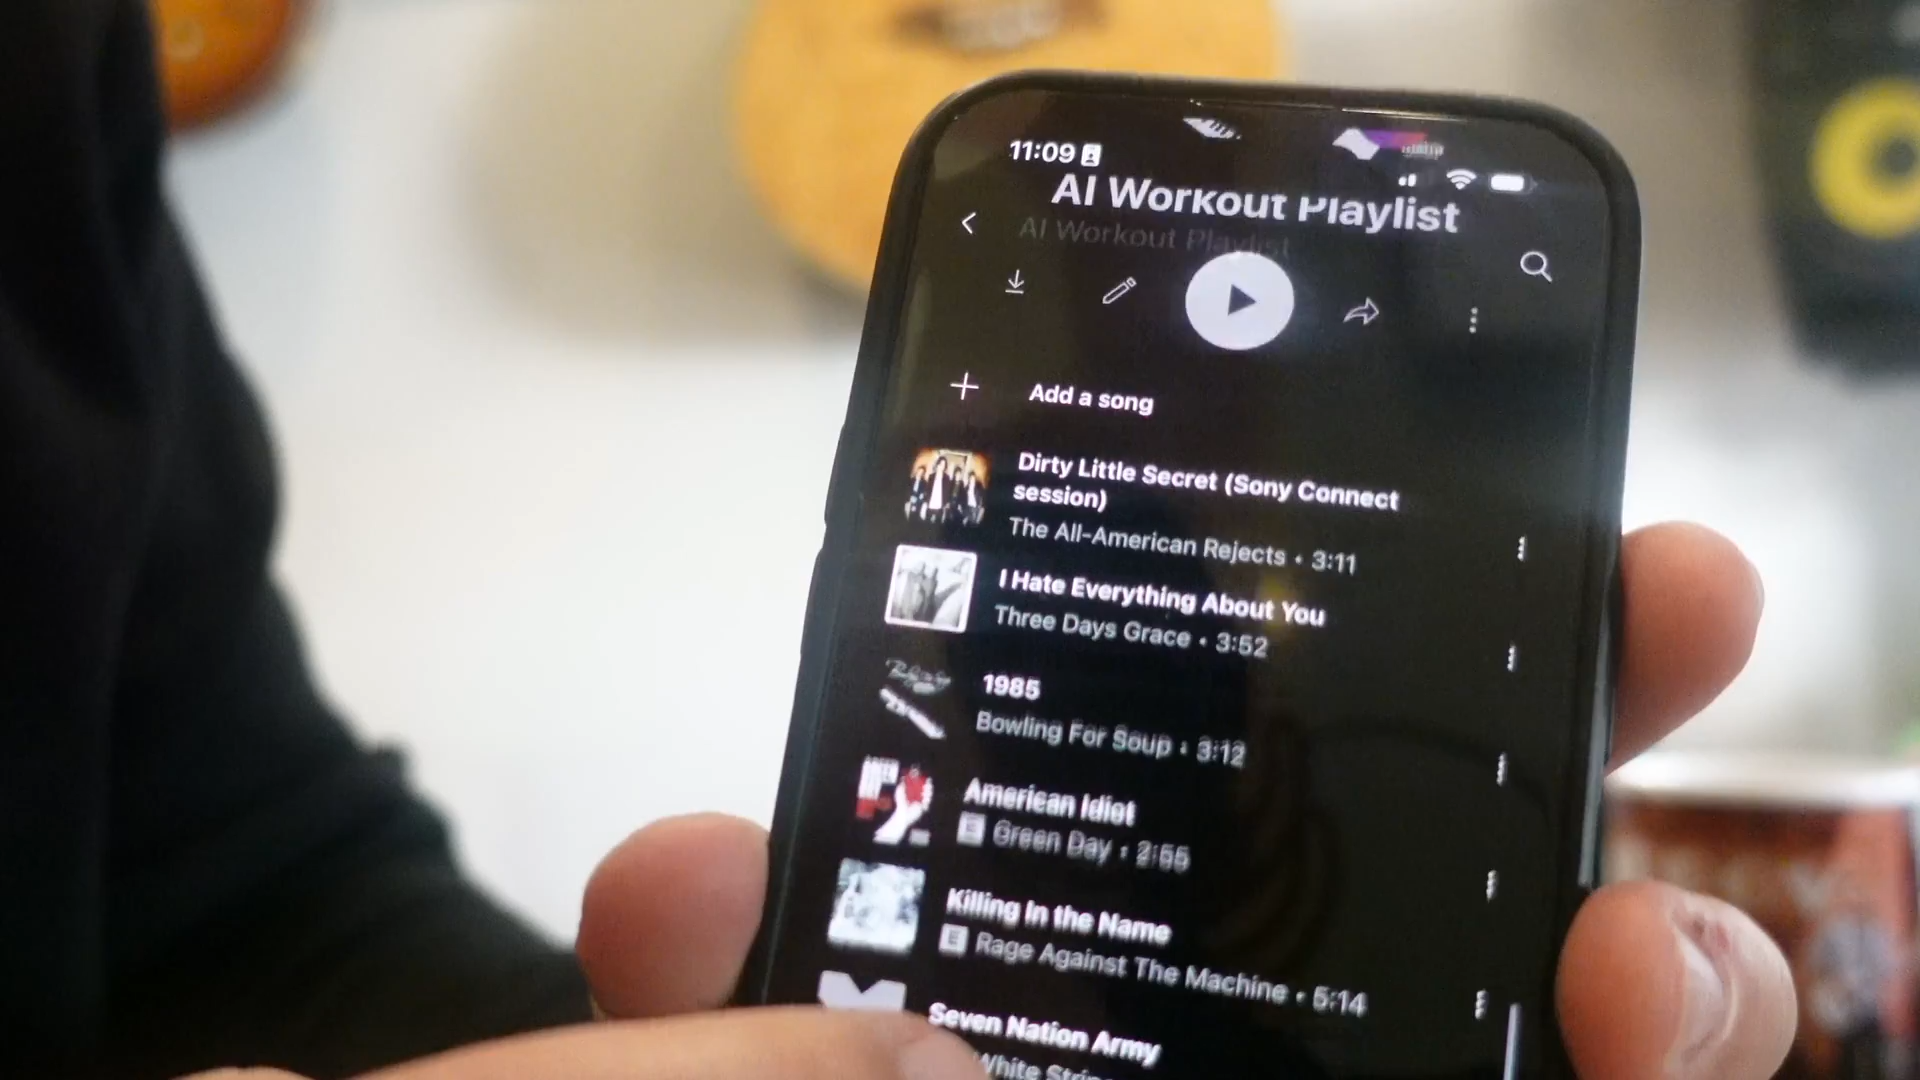 11:09
AI Workout Playlist
AI Workout Playlist
Add a song
Dirty Little Secret (Sony Connect
session)
The All-American Rejects • 3:11
I Hate Everything About You
Three Days Grace • 3:52
1985
Bowling For Soup • 3:12
American Idiot
E Green Day • 2:55
Killing In the Name
E Rage Against The Machine • 5:14
Seven Nation Army
White